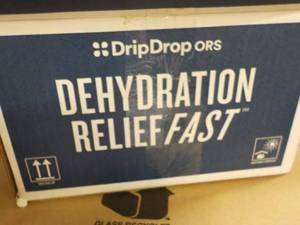 DripDrop ORS
DEHYDRATION
RELIEF FAST™